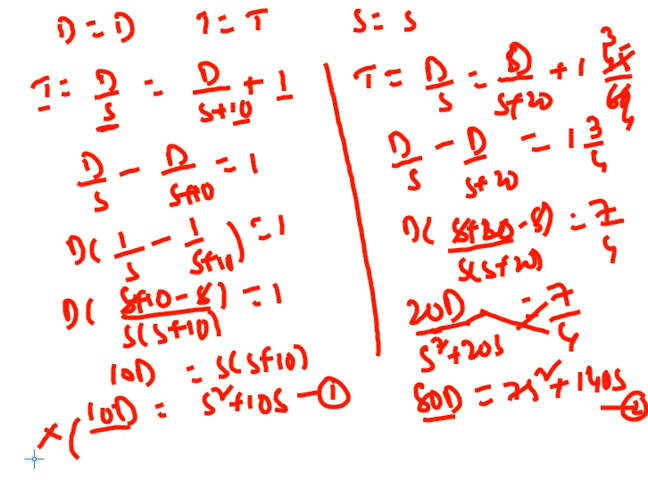 D = D   T = T   S = S
T = D/S = D/(S+10) + 1
D/S - D/(S+10) = 1
D( 1/S - 1/(S+10) ) = 1
D( (S+10-S)/(S(S+10)) ) = 1
10D = S(S+10)
×( 10D = S²+10S — ①
T = D/S = D/(S+20) + 1 3/4
D/S - D/(S+20) = 1 3/4
D( (S+20-S)/(S(S+20)) ) = 7/4
20D/(S²+20S) = 7/4
80D = 7S²+140S — ②